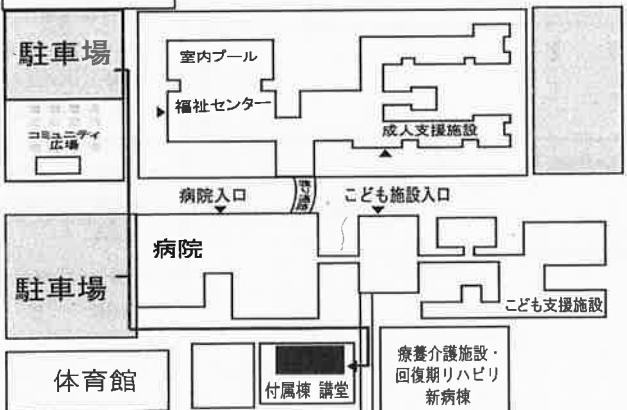 駐車場
室内プール
福祉センター
コミュニティ
広場
成人支援施設
病院入口
こども施設入口
病院
駐車場
こども支援施設
体育館
付属棟 講堂
療養介護施設・
回復期リハビリ
新病棟